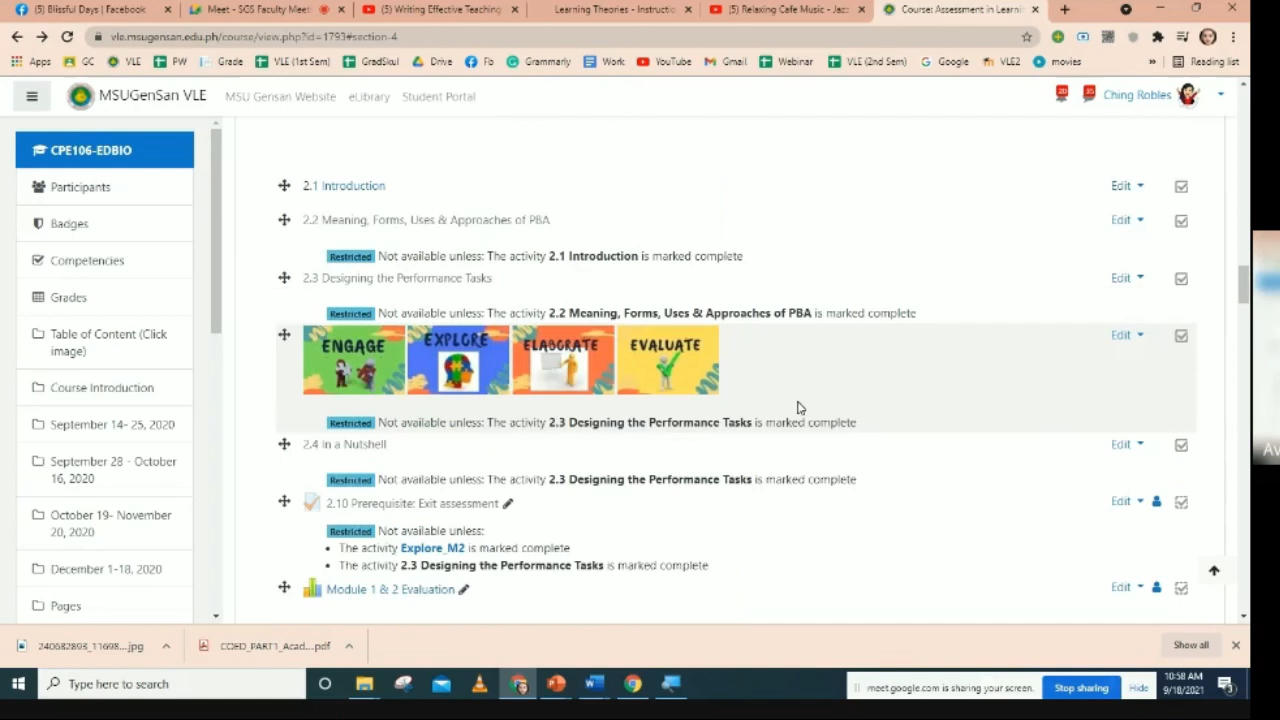 (5) Blissful Days | Facebook
Meet - SGS Faculty Meet
(5) Writing Effective Teaching
Learning Theories - Instructio
(5) Relaxing Cafe Music - Jaz
Course: Assessment in Learni
vle.msugensan.edu.ph/course/view.php?id=1793#section-4
Apps GC VLE PW Grade VLE (1st Sem) GradSkul Drive Fb Grammarly Work YouTube Gmail Webinar VLE (2nd Sem) Google VLE2 movies » Reading list
MSUGenSan VLE MSU Gensan Website eLibrary Student Portal 20 35 Ching Robles
CPE106-EDBIO
Participants
Badges
Competencies
Grades
Table of Content (Click
image)
Course Introduction
September 14- 25, 2020
September 28 - October
16, 2020
October 19- November
20, 2020
December 1-18, 2020
Pages
2.1 Introduction Edit
2.2 Meaning, Forms, Uses & Approaches of PBA Edit
Restricted Not available unless: The activity 2.1 Introduction is marked complete
2.3 Designing the Performance Tasks Edit
Restricted Not available unless: The activity 2.2 Meaning, Forms, Uses & Approaches of PBA is marked complete
ENGAGE EXPLORE ELABORATE EVALUATE Edit
Restricted Not available unless: The activity 2.3 Designing the Performance Tasks is marked complete
2.4 In a Nutshell Edit
Restricted Not available unless: The activity 2.3 Designing the Performance Tasks is marked complete
2.10 Prerequisite: Exit assessment Edit
Restricted Not available unless:
• The activity Explore_M2 is marked complete
• The activity 2.3 Designing the Performance Tasks is marked complete
Module 1 & 2 Evaluation Edit
Av
240682893_11698...jpg COED_PART1_Acad....pdf Show all
Type here to search
meet.google.com is sharing your screen. Stop sharing Hide
10:58 AM
9/18/2021
3